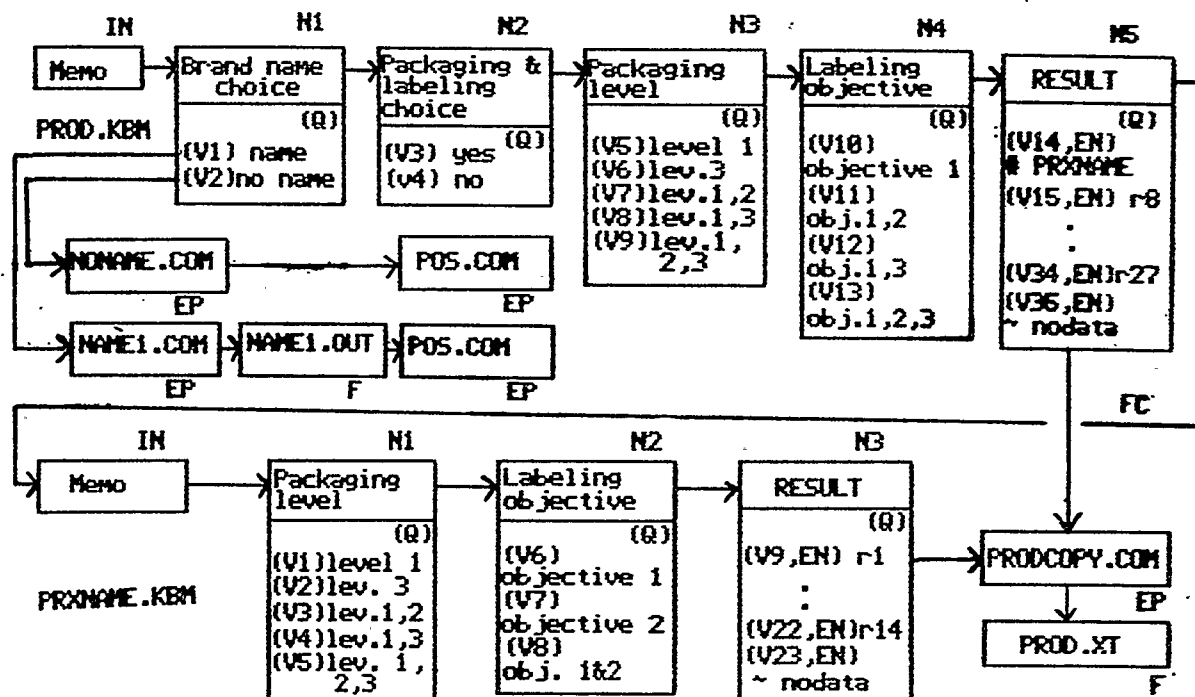 IN
N1
N2
N3
N4
N5
Memo
Brand name
choice
(Q)
(V1) name
(V2)no name
Packaging &
labeling
choice
(Q)
(V3) yes
(v4) no
Packaging
level
(Q)
(V5)level 1
(V6)lev.3
(V7)lev.1,2
(V8)lev.1,3
(V9)lev.1,
2,3
Labeling
objective
(Q)
(V10)
objective 1
(V11)
obj.1,2
(V12)
obj.1,3
(V13)
obj.1,2,3
RESULT
(Q)
(V14,EN)
# PRXNAME
(V15,EN) r8
.
.
(V34,EN)r27
(V36,EN)
~ nodata
PROD.KBM
NONAME.COM
EP
POS.COM
EP
NAME1.COM
EP
NAME1.OUT
F
POS.COM
EP
FC
IN
N1
N2
N3
Memo
PRXNAME.KBM
Packaging
level
(Q)
(V1)level 1
(V2)lev. 3
(V3)lev.1,2
(V4)lev.1,3
(V5)lev. 1,
2,3
Labeling
objective
(Q)
(V6)
objective 1
(V7)
objective 2
(V8)
obj. 1&2
RESULT
(Q)
(V9,EN) r1
.
.
(V22,EN)r14
(V23,EN)
~ nodata
PRODCOPY.COM
EP
PROD.XT
F